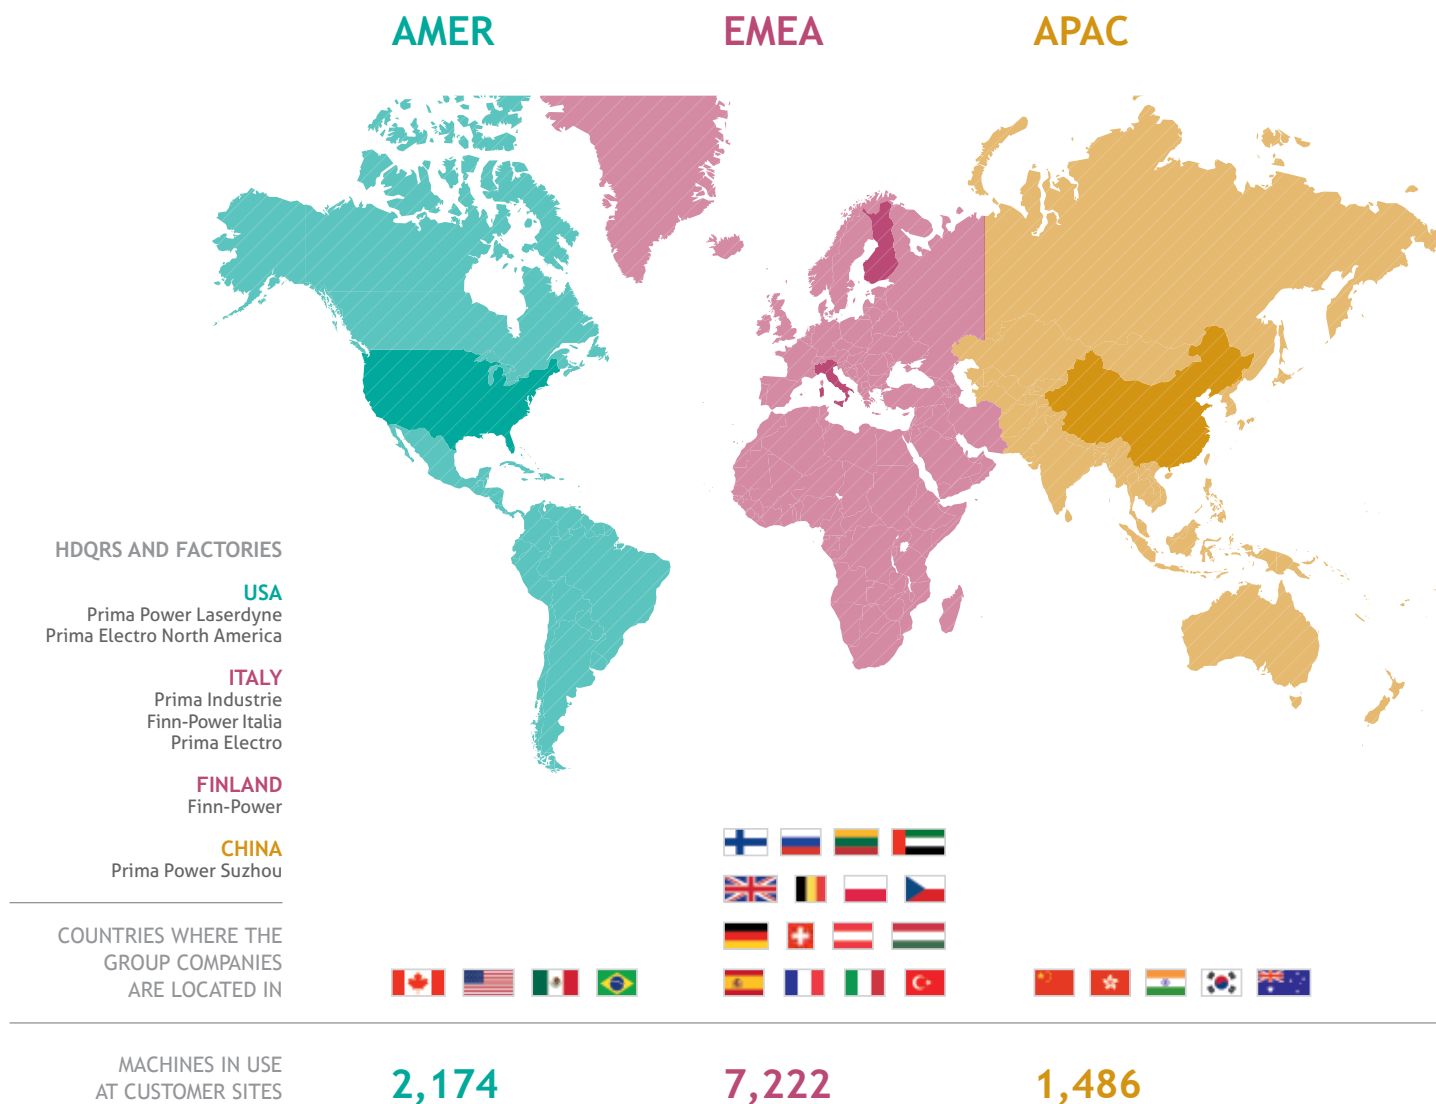 AMER
EMEA
APAC
HDQRS AND FACTORIES
USA
Prima Power Laserdyne
Prima Electro North America
ITALY
Prima Industrie
Finn-Power Italia
Prima Electro
FINLAND
Finn-Power
CHINA
Prima Power Suzhou
COUNTRIES WHERE THE
GROUP COMPANIES
ARE LOCATED IN
MACHINES IN USE
AT CUSTOMER SITES
2,174
7,222
1,486